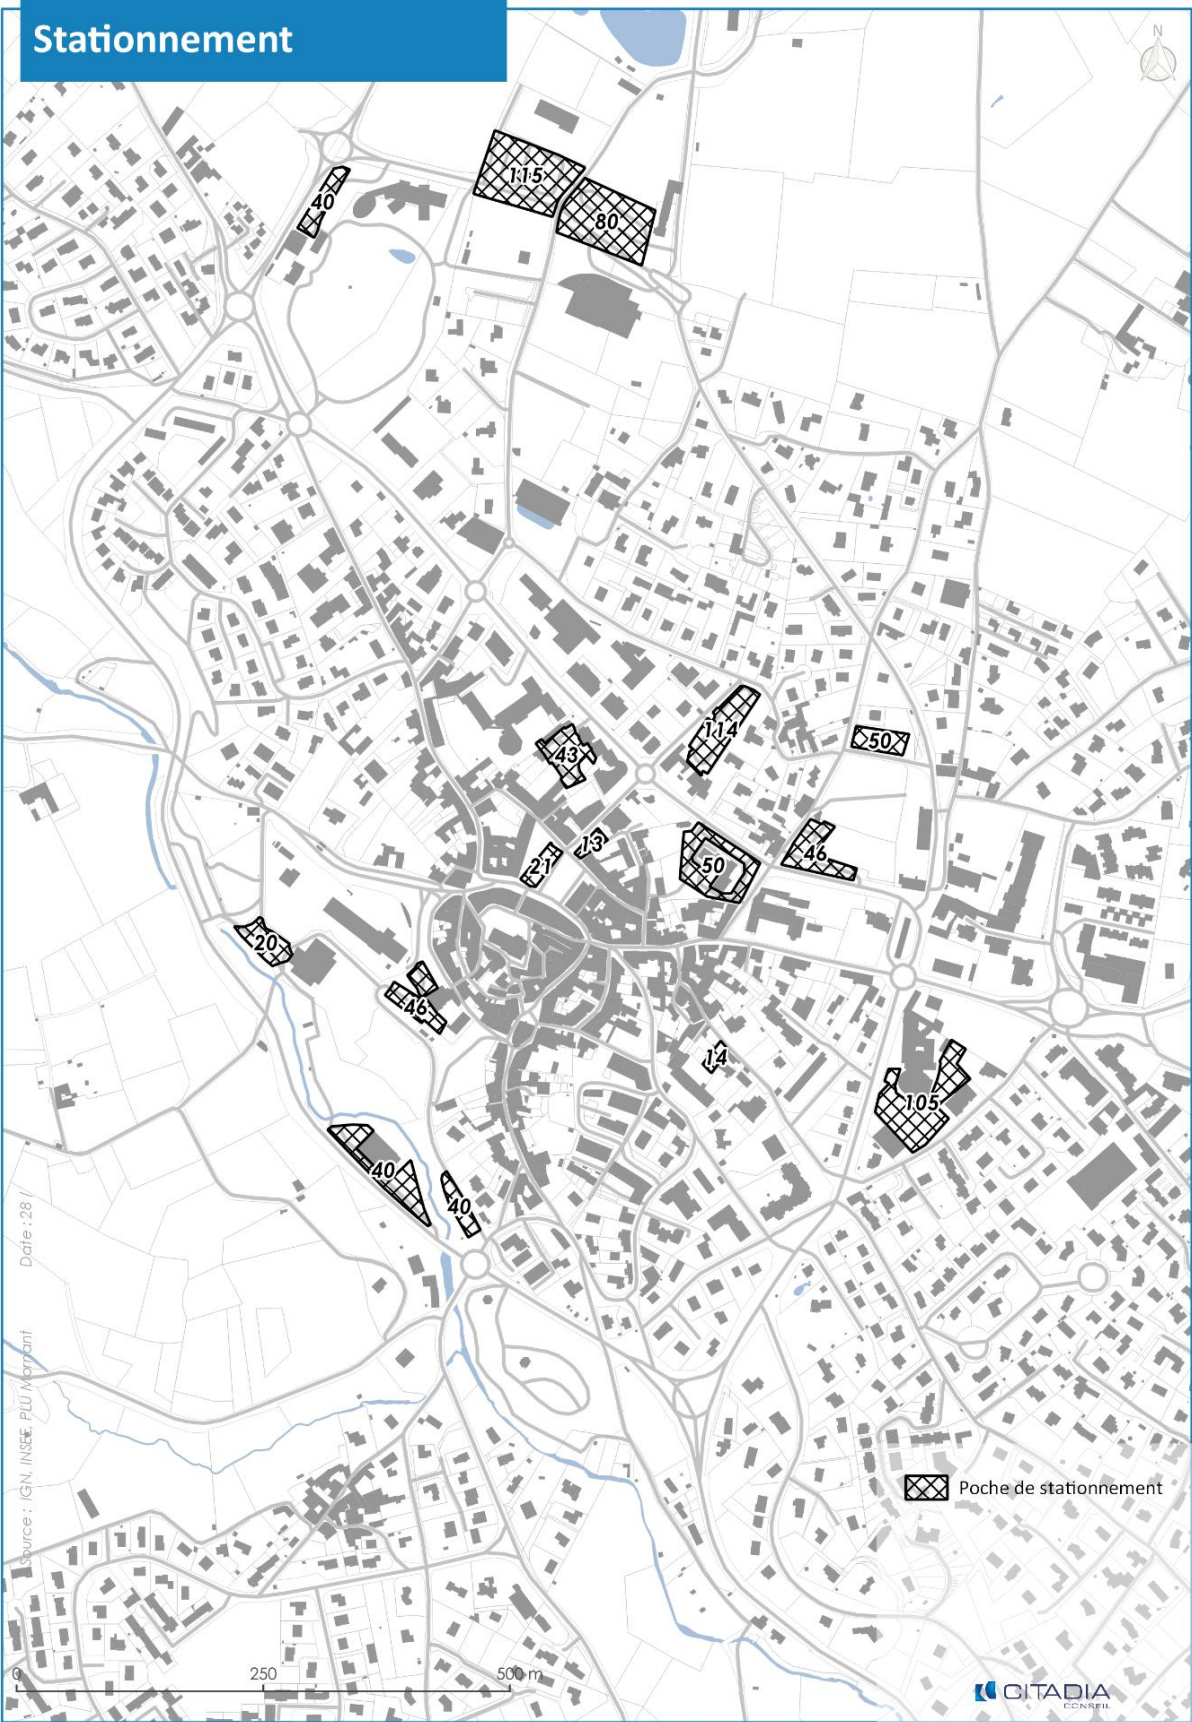 Stationnement
N
115
40
80
114
50
43
13
46
21
50
20
46
14
105
40
40
Date : 28 /
Source : IGN, INSEE, PLU Mornant
Poche de stationnement
0 250 500 m
CITADIA
CONSEIL